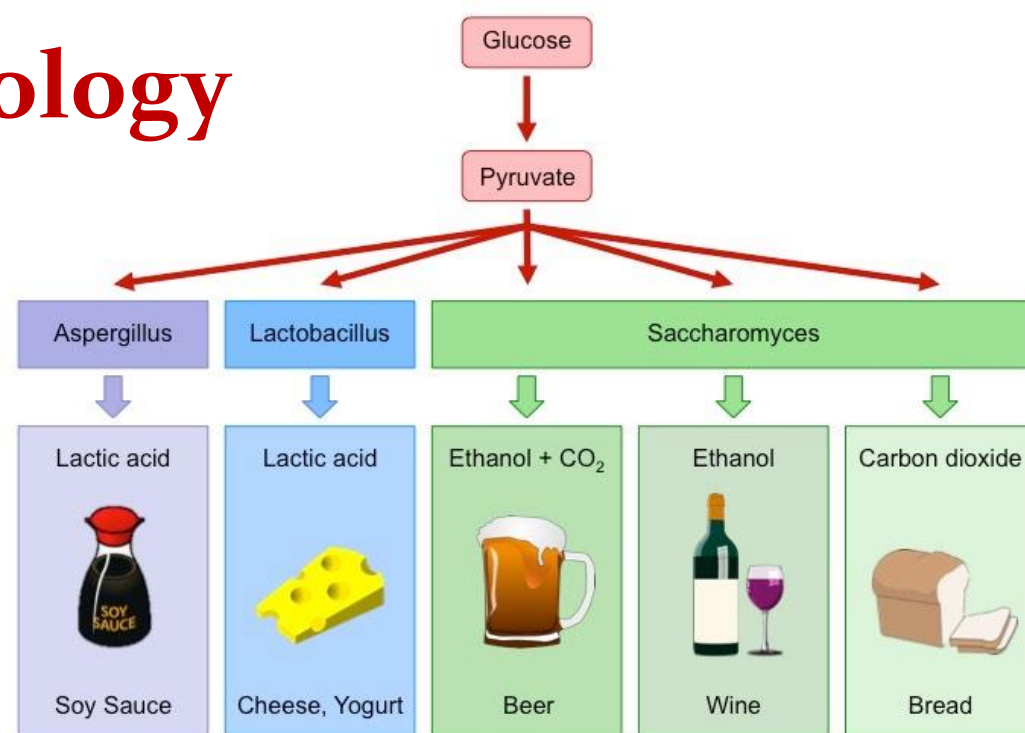 ology
Glucose
Pyruvate
Aspergillus
Lactobacillus
Saccharomyces
Lactic acid
Lactic acid
Ethanol + CO₂
Ethanol
Carbon dioxide
SOY
SAUCE
Soy Sauce
Cheese, Yogurt
Beer
Wine
Bread